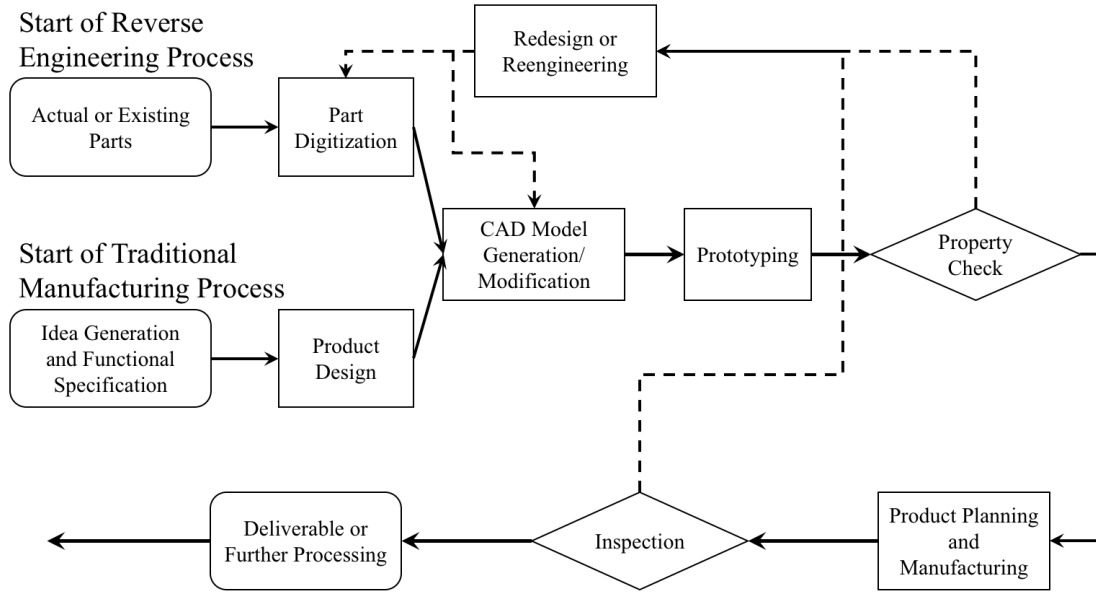 Start of Reverse
Engineering Process
Redesign or
Reengineering
Actual or Existing
Parts
Part
Digitization
CAD Model
Generation/
Modification
Prototyping
Property
Check
Start of Traditional
Manufacturing Process
Idea Generation
and Functional
Specification
Product
Design
Deliverable or
Further Processing
Inspection
Product Planning
and
Manufacturing